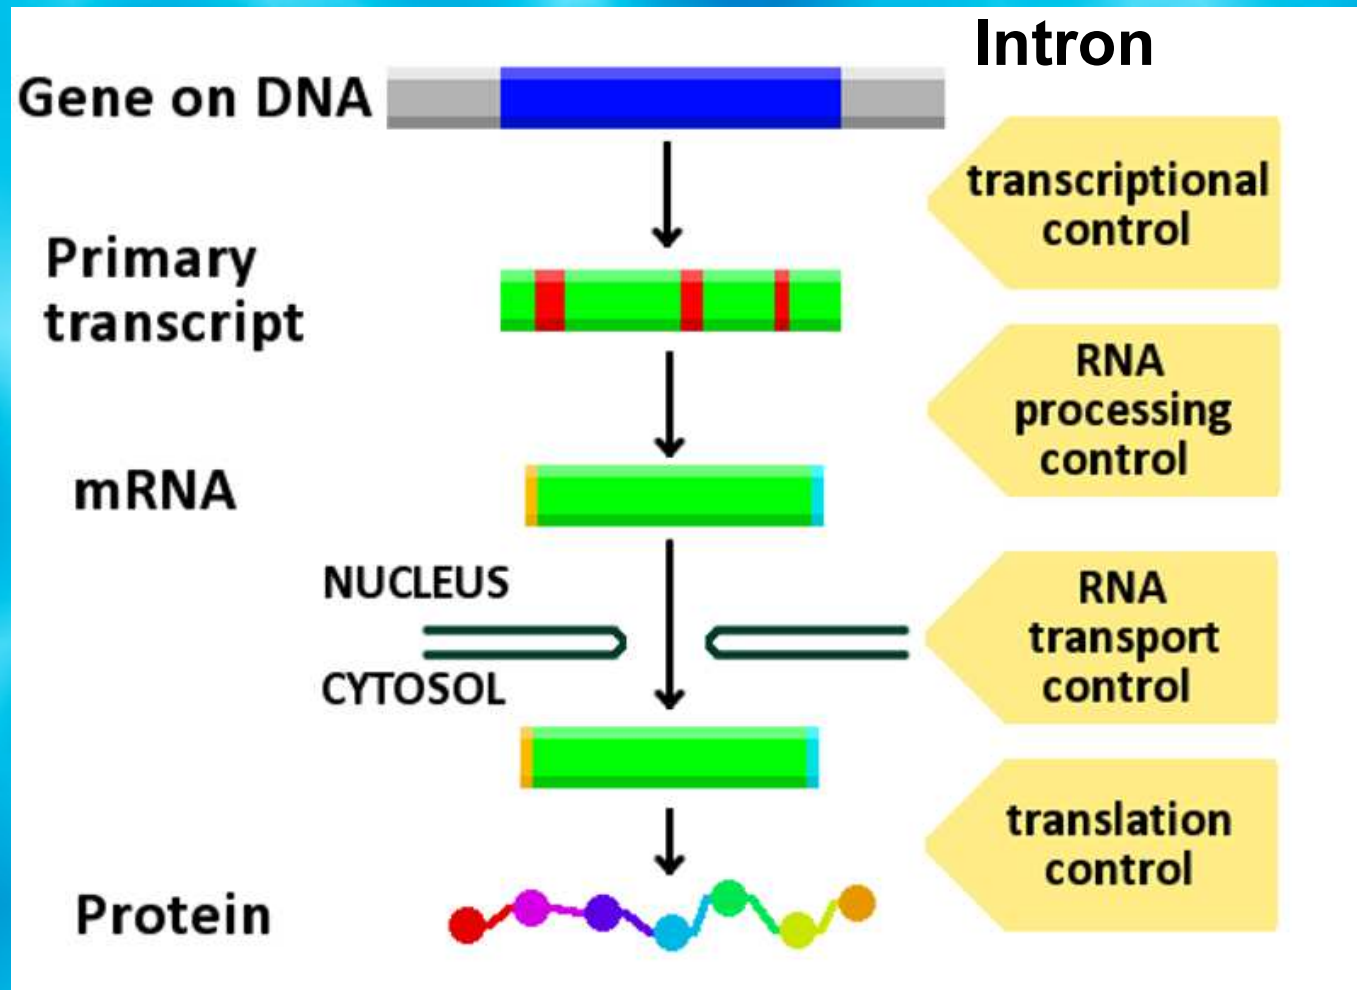 Intron
Gene on DNA
transcriptional
control
Primary
transcript
RNA
processing
control
mRNA
NUCLEUS
RNA
transport
control
CYTOSOL
translation
control
Protein